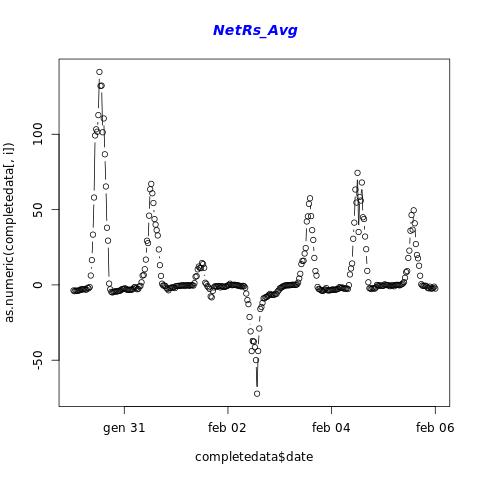 NetRs_Avg
as.numeric(completedata[, i])
100
50
0
-50
gen 31
feb 02
feb 04
feb 06
completedata$date